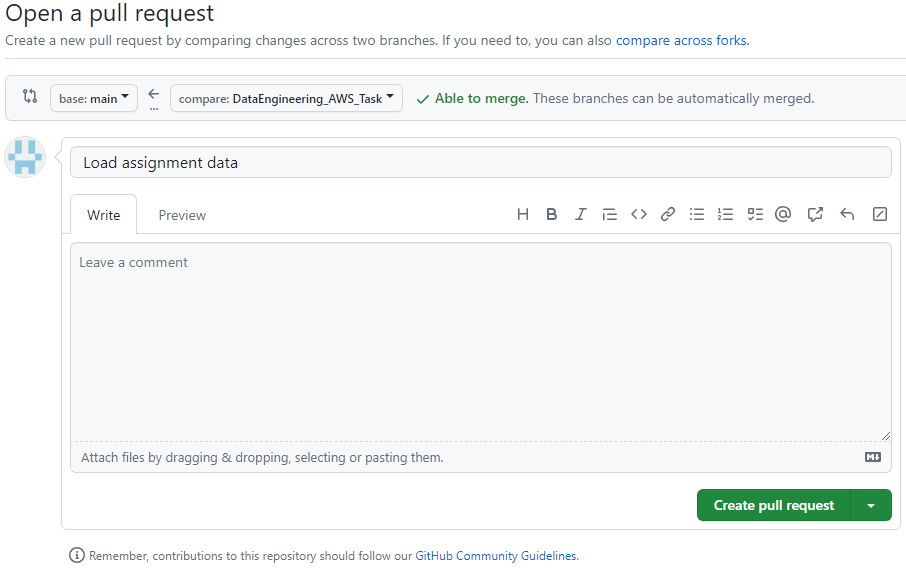 Open a pull request
Create a new pull request by comparing changes across two branches. If you need to, you can also compare across forks.
base: main compare: DataEngineering_AWS_Task Able to merge. These branches can be automatically merged.
Load assignment data
Write Preview
Leave a comment
Attach files by dragging & dropping, selecting or pasting them.
Create pull request
Remember, contributions to this repository should follow our GitHub Community Guidelines.